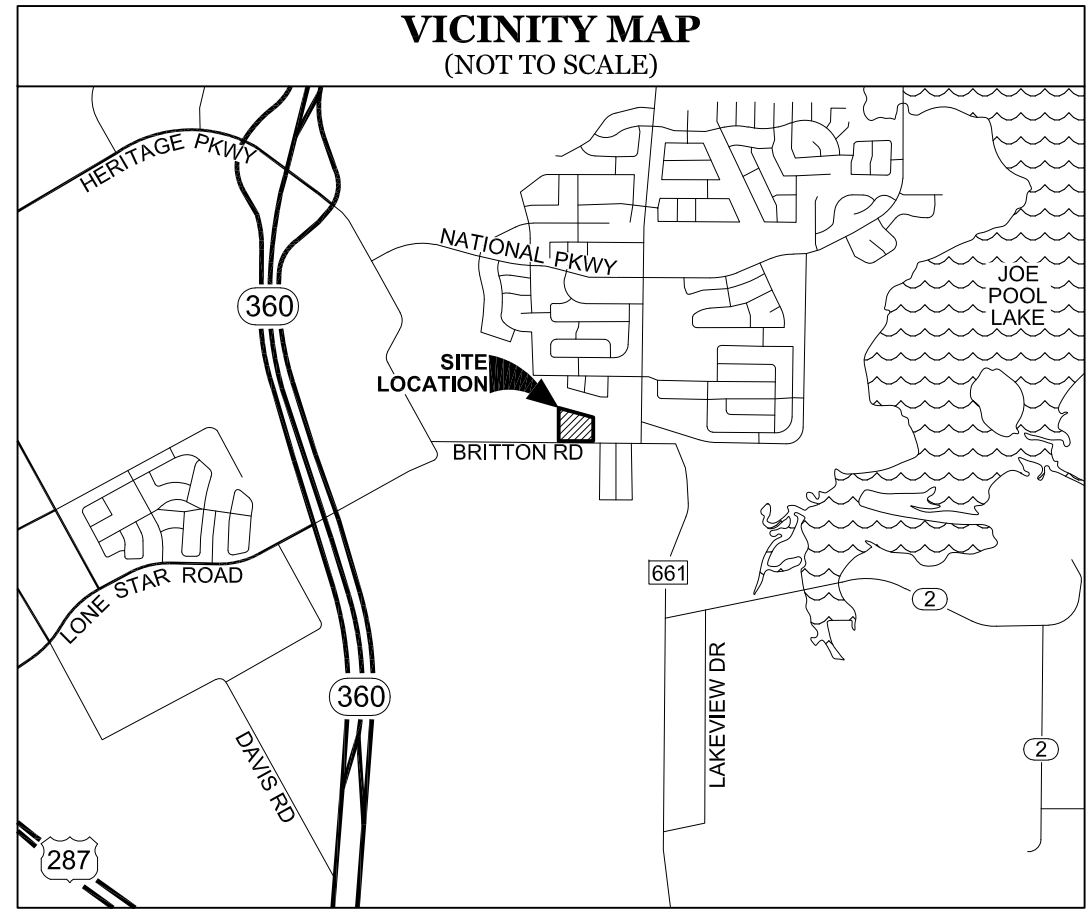 VICINITY MAP
(NOT TO SCALE)
HERITAGE PKWY
NATIONAL PKWY
JOE
POOL
LAKE
360
SITE
LOCATION
BRITTON RD
661
LONE STAR ROAD
2
LAKEVIEW DR
360
DAVIS RD
2
287